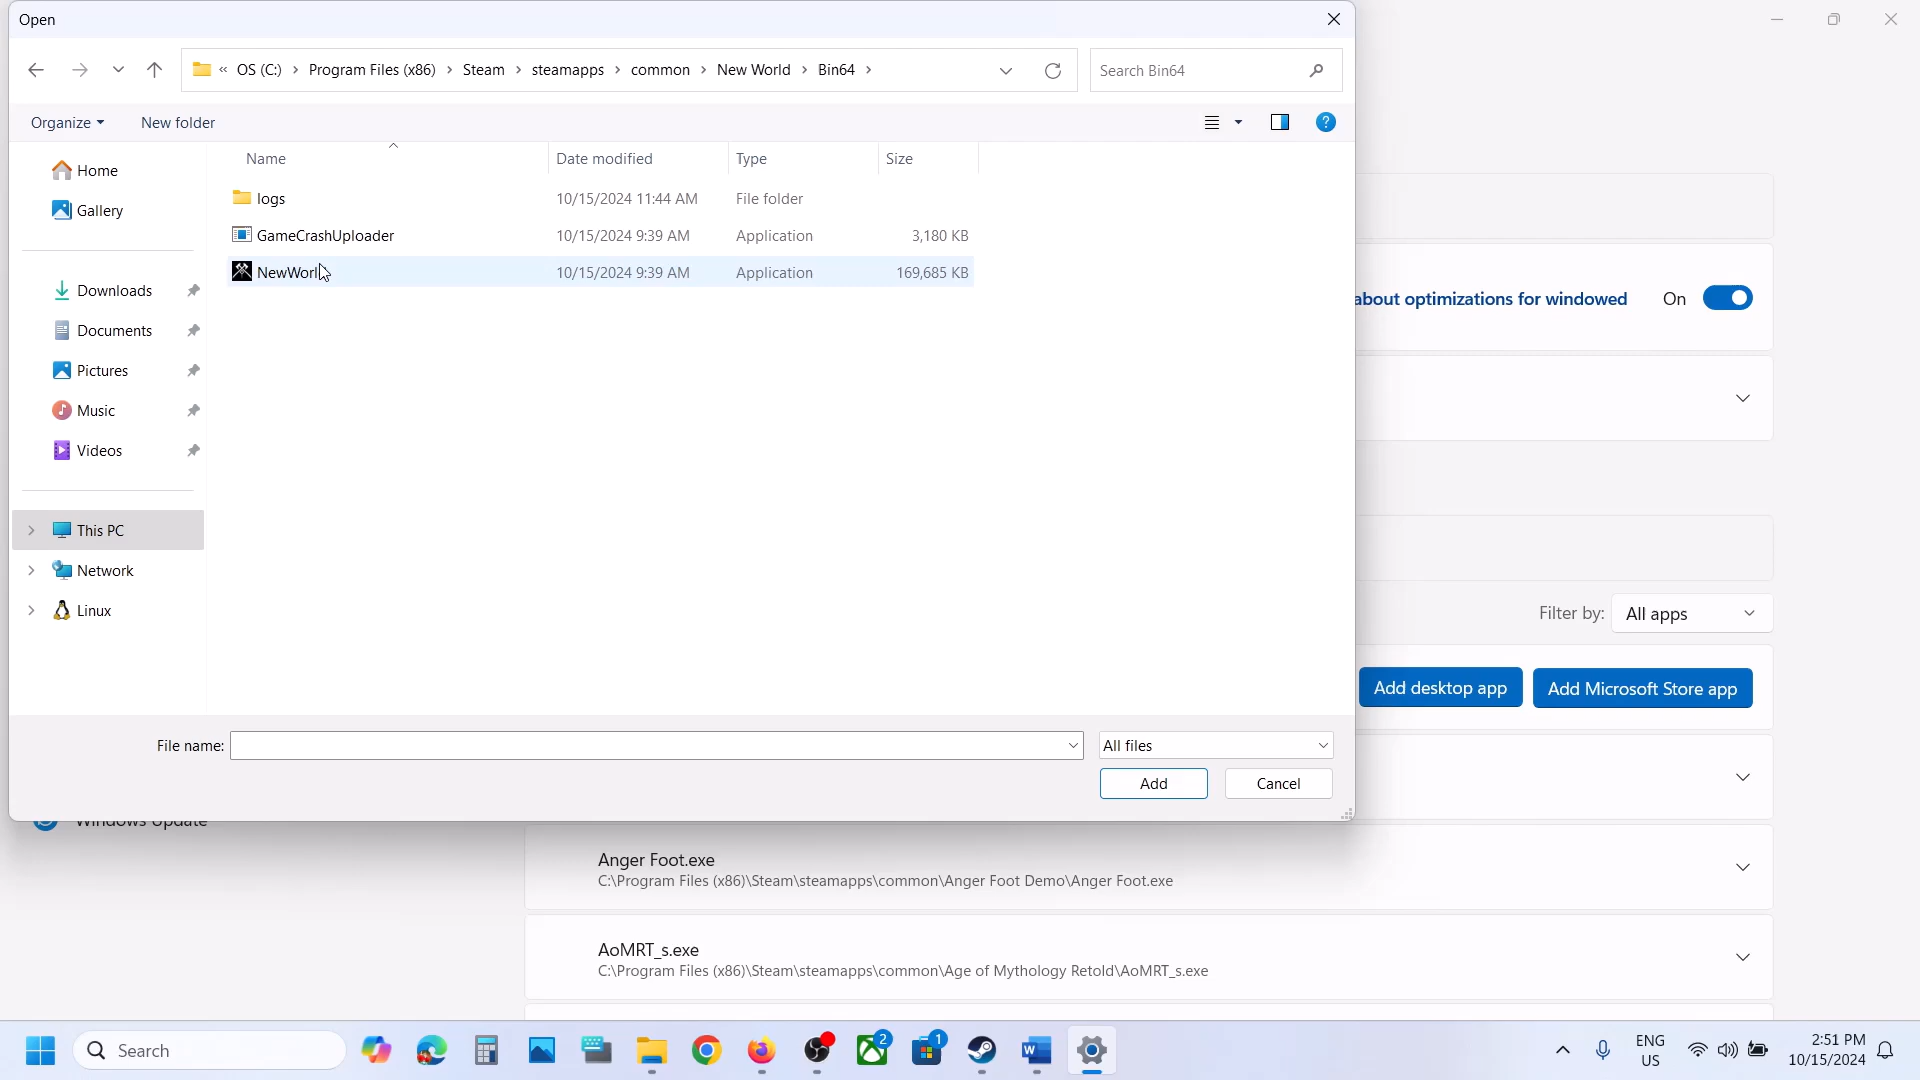 Open
« OS (C:) > Program Files (x86) > Steam > steamapps > common > New World > Bin64 >
Search Bin64
Organize
New folder
Name
Date modified
Type
Size
Home
Gallery
Downloads
Documents
Pictures
Music
Videos
This PC
Network
Linux
logs 10/15/2024 11:44 AM File folder
GameCrashUploader 10/15/2024 9:39 AM Application 3,180 KB
NewWorl 10/15/2024 9:39 AM Application 169,685 KB
about optimizations for windowed
On
Filter by: All apps
Add desktop app
Add Microsoft Store app
File name:
All files
Add
Cancel
Windows Update
Anger Foot.exe
C:\Program Files (x86)\Steam\steamapps\common\Anger Foot Demo\Anger Foot.exe
AoMRT_s.exe
C:\Program Files (x86)\Steam\steamapps\common\Age of Mythology Retold\AoMRT_s.exe
Search
2
1
ENG
US
2:51 PM
10/15/2024